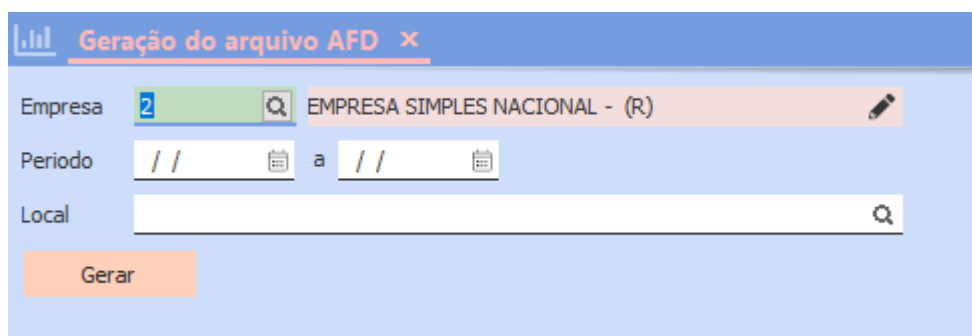 Geração do arquivo AFD ×
Empresa 2 EMPRESA SIMPLES NACIONAL - (R)
Periodo / / a / /
Local
Gerar